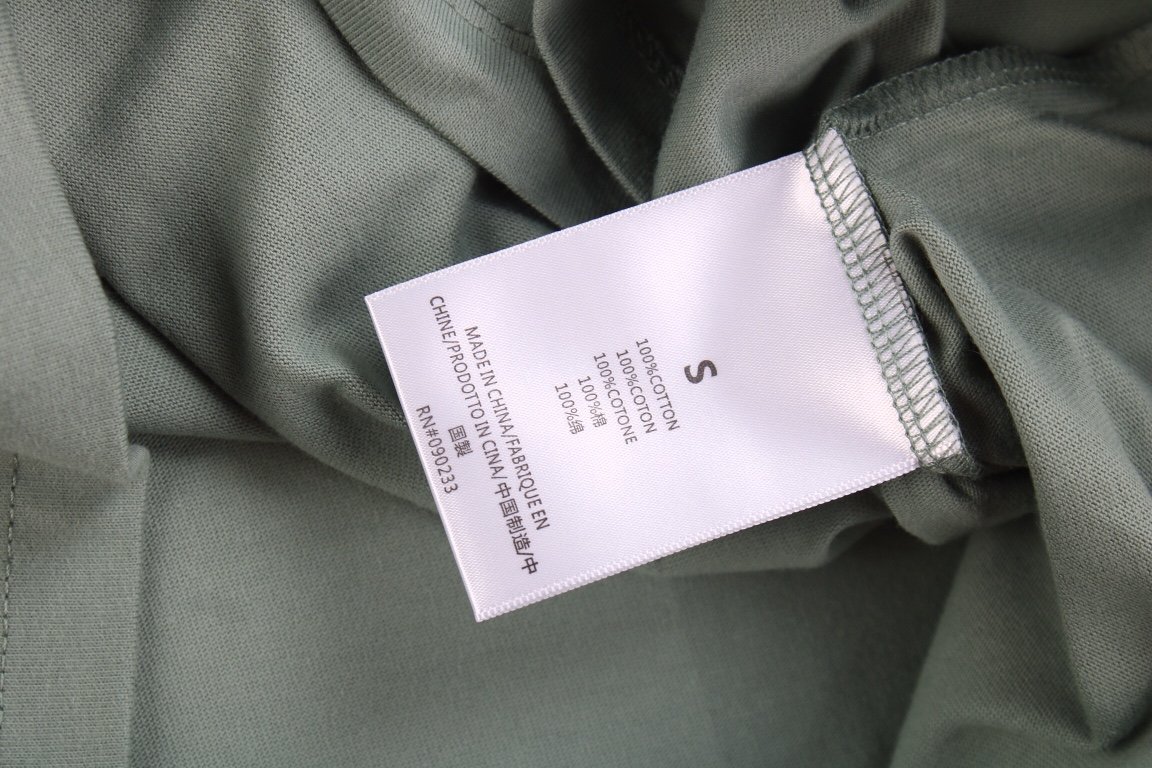 S
100%COTTON
100%COTON
100%COTONE
100%棉
100%绵
MADE IN CHINA/FABRIQUE EN
CHINE/PRODOTTO IN CINA/中国制造/中
国製
RN#090233